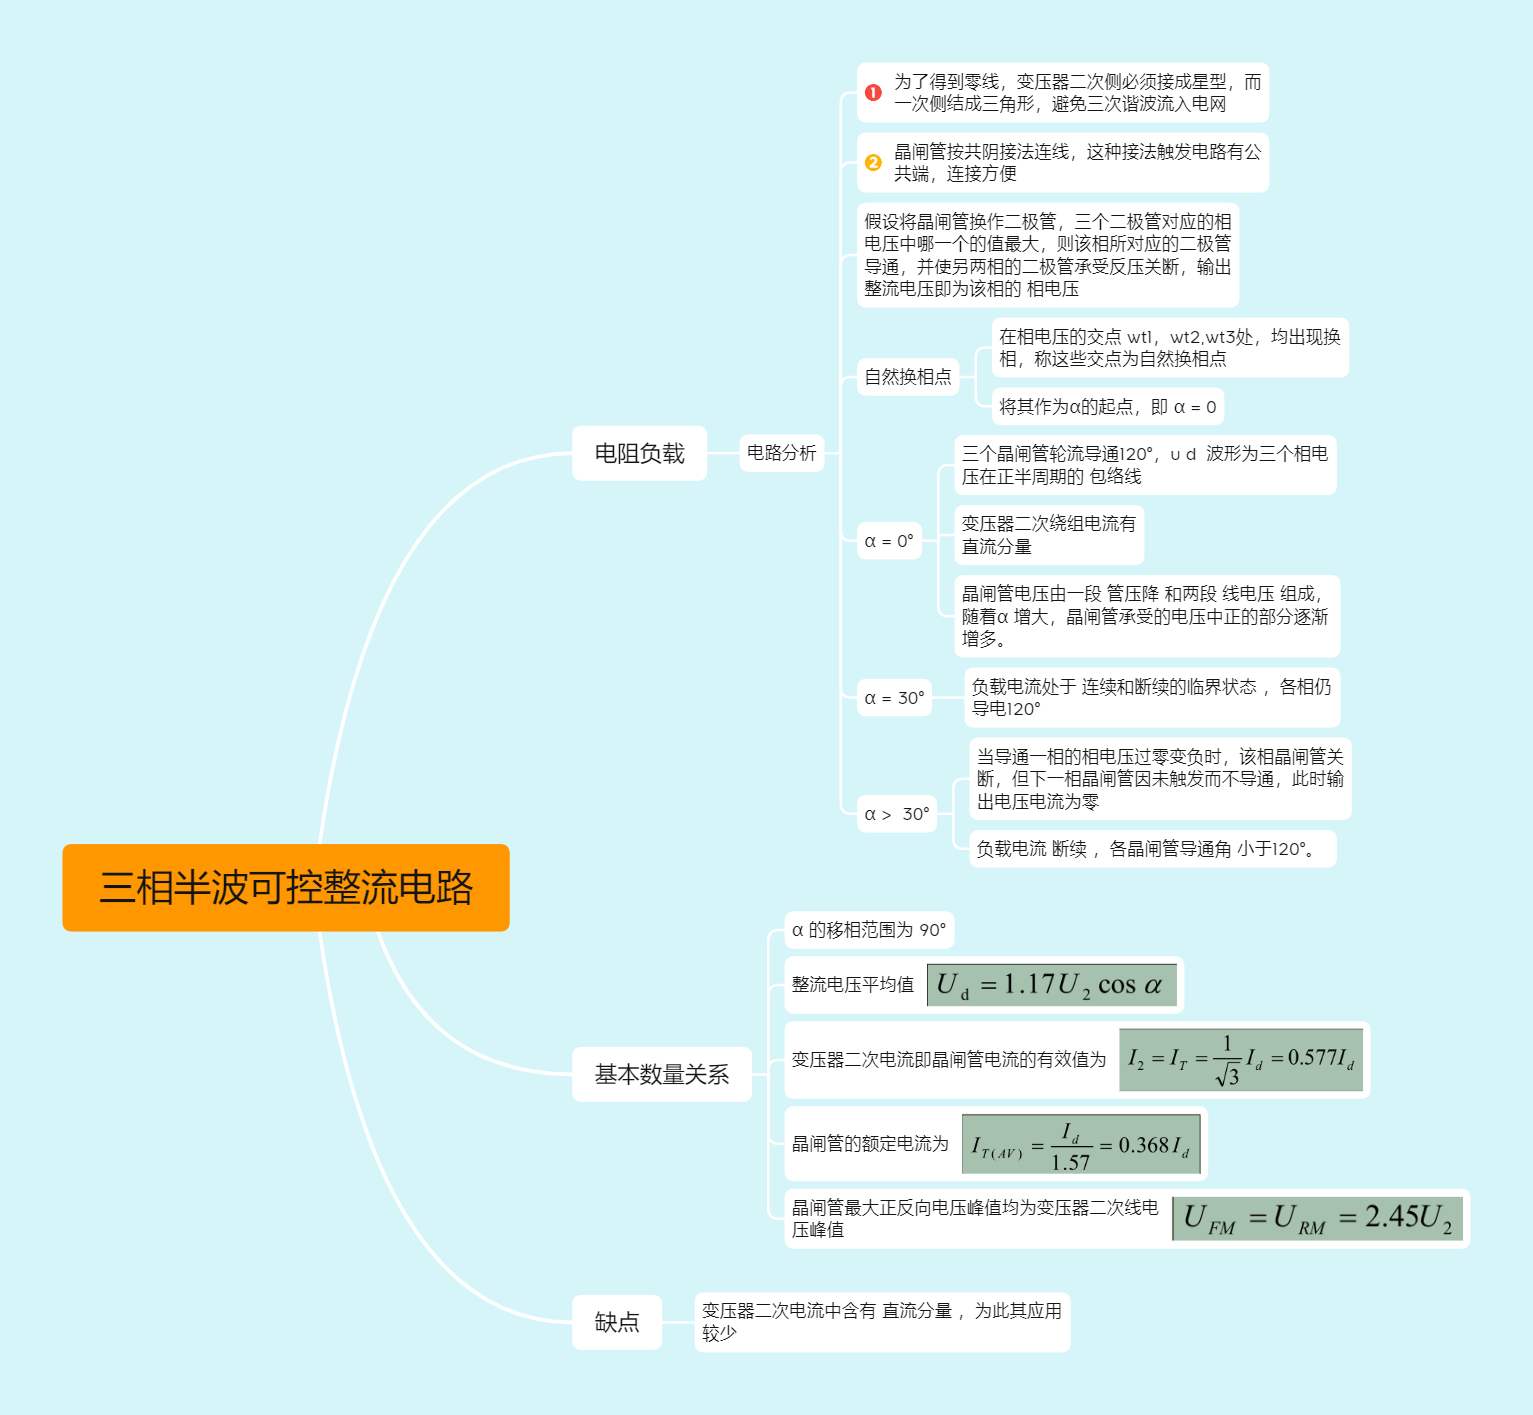 1 为了得到零线，变压器二次侧必须接成星型，而
一次侧结成三角形，避免三次谐波流入电网
2 晶闸管按共阴接法连线，这种接法触发电路有公
共端，连接方便
假设将晶闸管换作二极管，三个二极管对应的相
电压中哪一个的值最大，则该相所对应的二极管
导通，并使另两相的二极管承受反压关断，输出
整流电压即为该相的 相电压
自然换相点
在相电压的交点 wt1，wt2,wt3处，均出现换
相，称这些交点为自然换相点
将其作为α的起点，即 α = 0
电阻负载
电路分析
α = 0°
三个晶闸管轮流导通120°，u d 波形为三个相电
压在正半周期的 包络线
变压器二次绕组电流有
直流分量
晶闸管电压由一段 管压降 和两段 线电压 组成，
随着α 增大，晶闸管承受的电压中正的部分逐渐
增多。
α = 30°
负载电流处于 连续和断续的临界状态 ，各相仍
导电120°
α > 30°
当导通一相的相电压过零变负时，该相晶闸管关
断，但下一相晶闸管因未触发而不导通，此时输
出电压电流为零
负载电流 断续 ，各晶闸管导通角 小于120°。
三相半波可控整流电路
基本数量关系
α 的移相范围为 90°
整流电压平均值 U_d = 1.17U_2 cos α
变压器二次电流即晶闸管电流的有效值为 I_2 = I_T = 1/√3 I_d = 0.577I_d
晶闸管的额定电流为 I_T(AV) = I_d/1.57 = 0.368I_d
晶闸管最大正反向电压峰值均为变压器二次线电
压峰值 U_FM = U_RM = 2.45U_2
缺点
变压器二次电流中含有 直流分量 ，为此其应用
较少